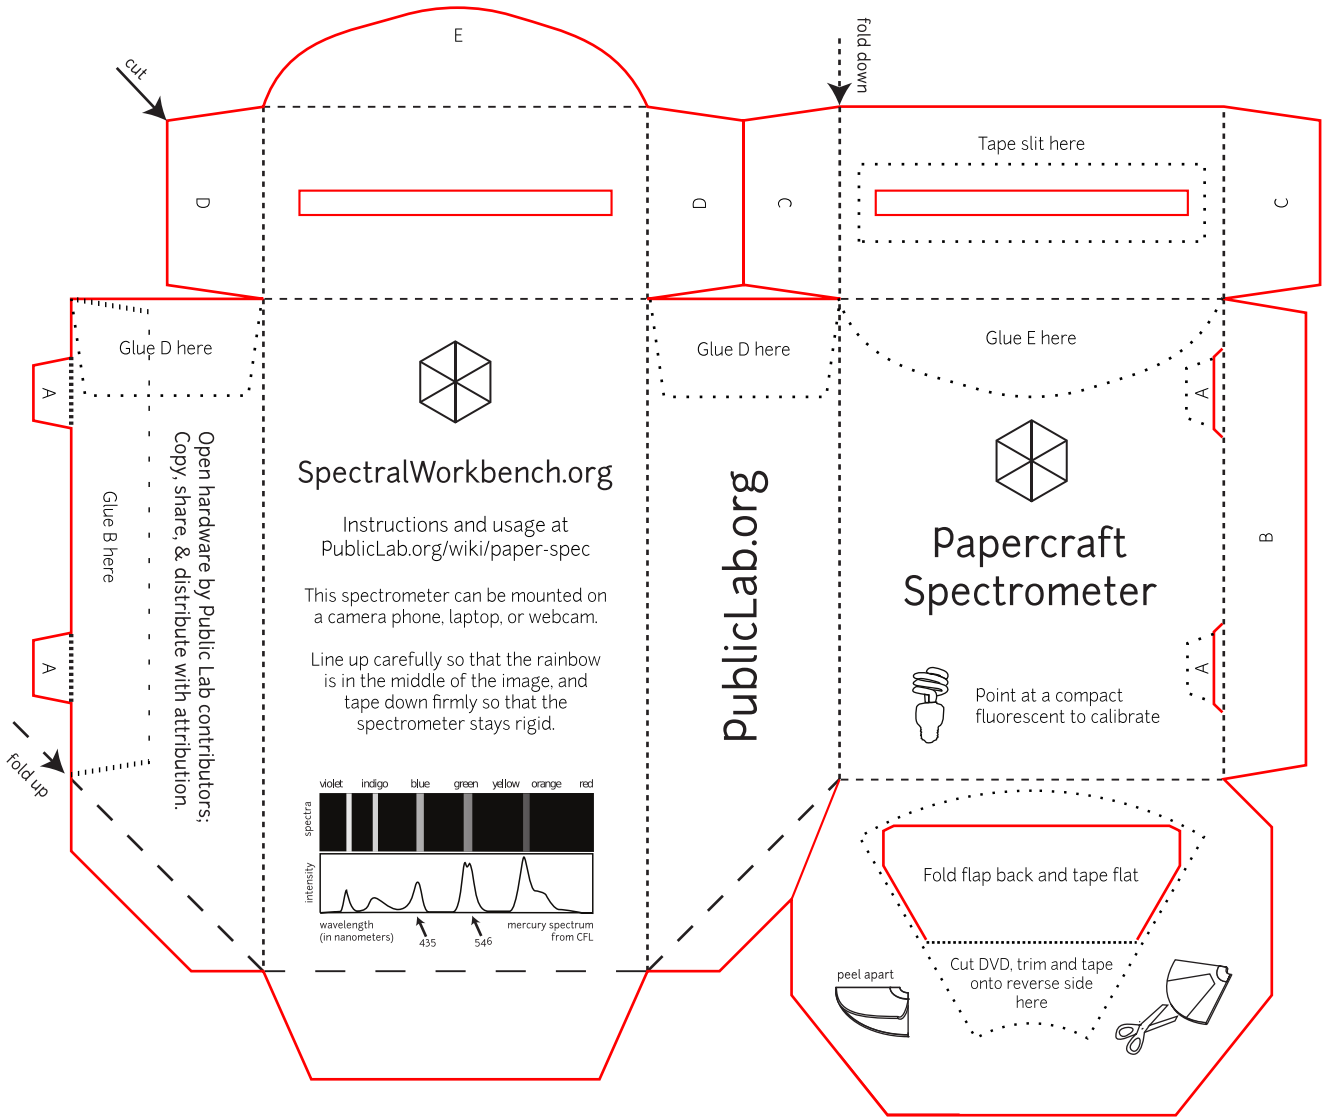 E
cut
fold down
Tape slit here
D
D
C
C
Glue D here
Glue D here
Glue E here
A
A
A
A
B
Glue B here
Open hardware by Public Lab contributors;
Copy, share, & distribute with attribution.
fold up
SpectralWorkbench.org
Instructions and usage at
PublicLab.org/wiki/paper-spec
This spectrometer can be mounted on
a camera phone, laptop, or webcam.
Line up carefully so that the rainbow
is in the middle of the image, and
tape down firmly so that the
spectrometer stays rigid.
violet indigo blue green yellow orange red
spectra
intensity
wavelength
(in nanometers)
435
546
mercury spectrum
from CFL
PublicLab.org
Papercraft
Spectrometer
Point at a compact
fluorescent to calibrate
Fold flap back and tape flat
Cut DVD, trim and tape
onto reverse side
here
peel apart